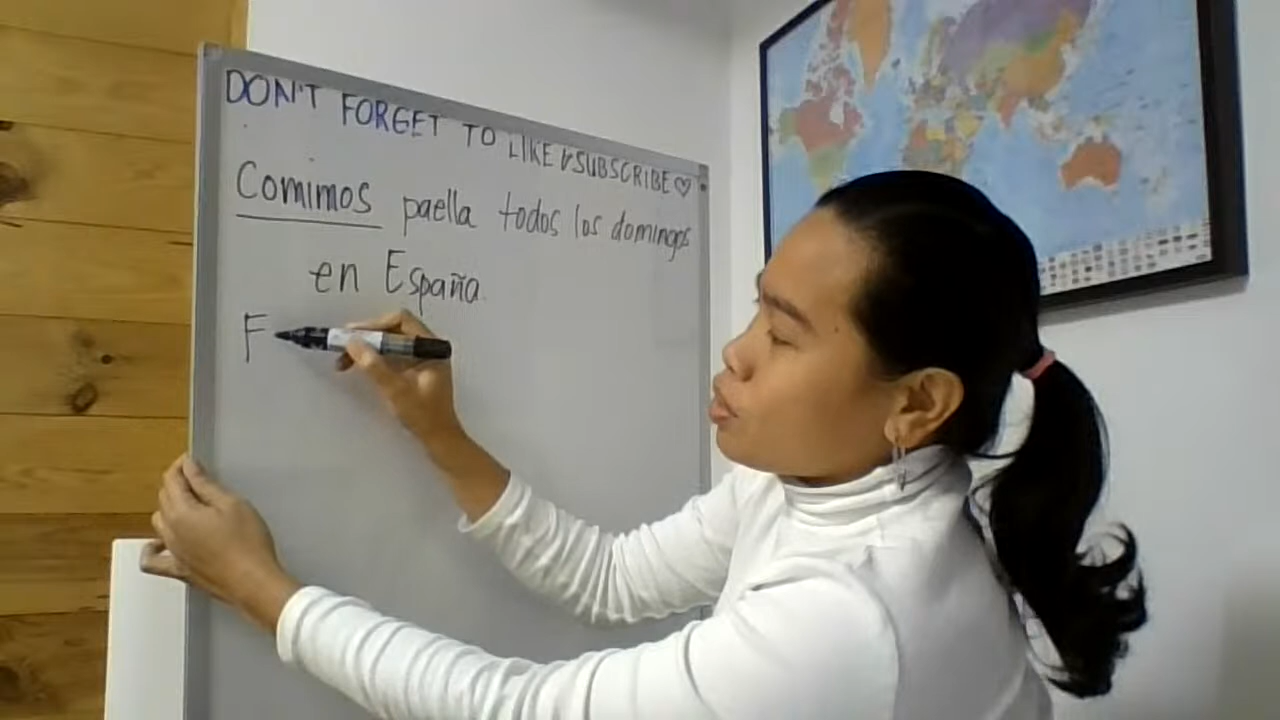 DON'T FORGET TO LIKE & SUBSCRIBE ♡
Comimos paella todos los domingos
en España.
F